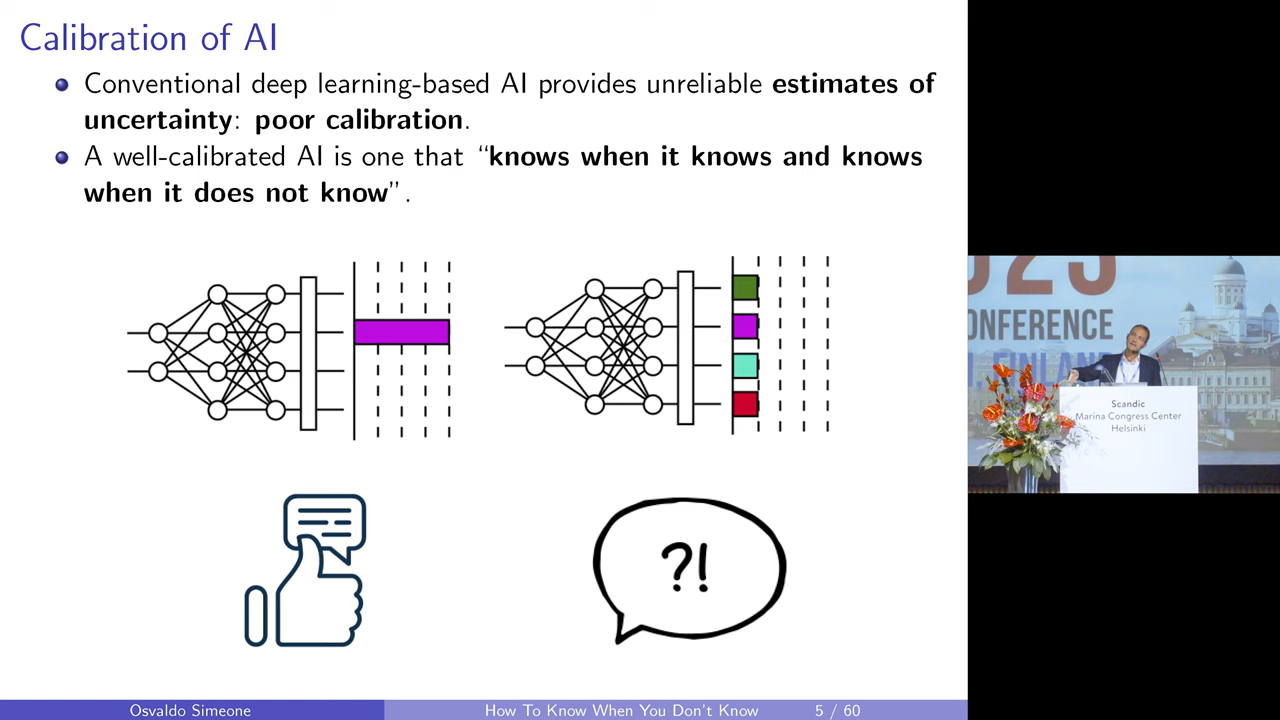 Calibration of AI
Conventional deep learning-based AI provides unreliable estimates of
uncertainty: poor calibration.
A well-calibrated AI is one that “knows when it knows and knows
when it does not know”.
?!
Osvaldo Simeone
How To Know When You Don't Know
5 / 60
2023
ONFERENCE
FINLAND
Scandic
Marina Congress Center
Helsinki